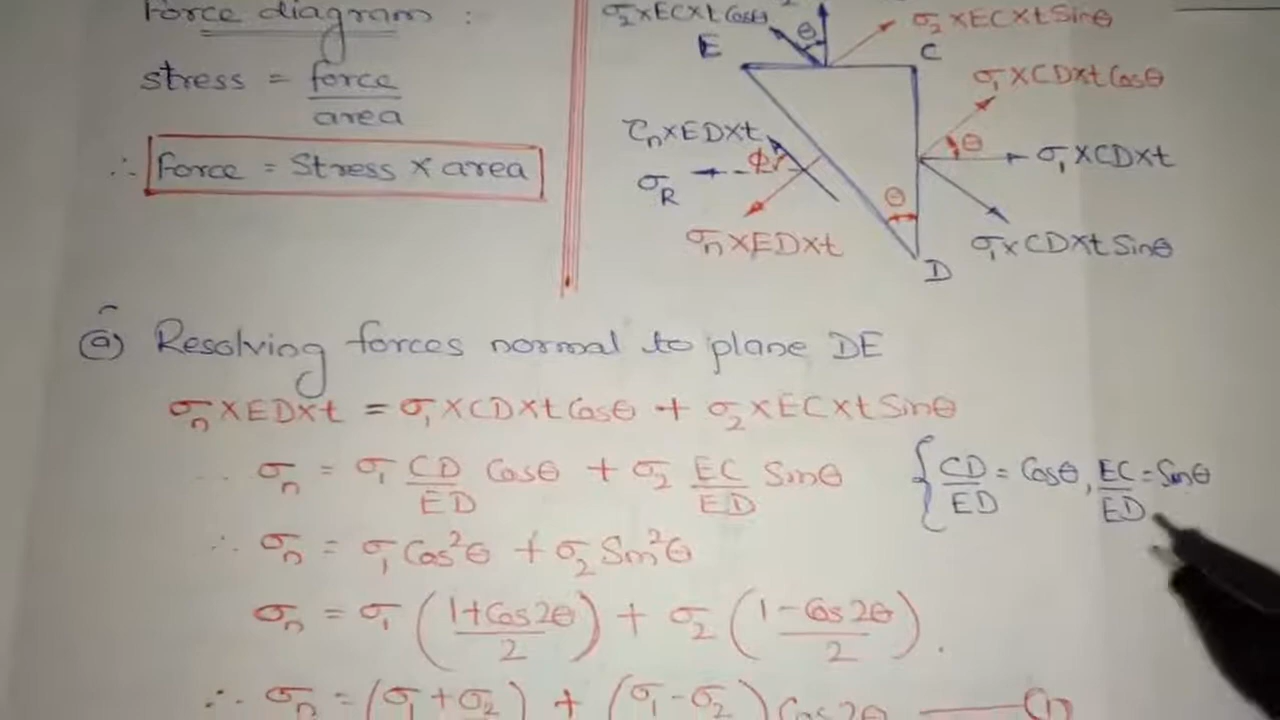 Force diagram :
stress = force
area
∴ Force = Stress × area
σ2×EC×t Cosθ
θ
σ2×EC×t Sinθ
E
C
σ1×CD×t Cosθ
τn×ED×t
θ
σ1×CD×t
φ
σR
θ
σn×ED×t
σ1×CD×t Sinθ
D
(a) Resolving forces normal to plane DE
σn×ED×t = σ1×CD×t Cosθ + σ2×EC×t Sinθ
∴ σn = σ1 CD/ED Cosθ + σ2 EC/ED Sinθ { CD/ED = Cosθ, EC/ED = Sinθ
∴ σn = σ1 Cos²θ + σ2 Sin²θ
σn = σ1 (1+Cos2θ/2) + σ2 (1-Cos2θ/2).
∴ σn = (σ1+σ2) + (σ1-σ2) Cos2θ